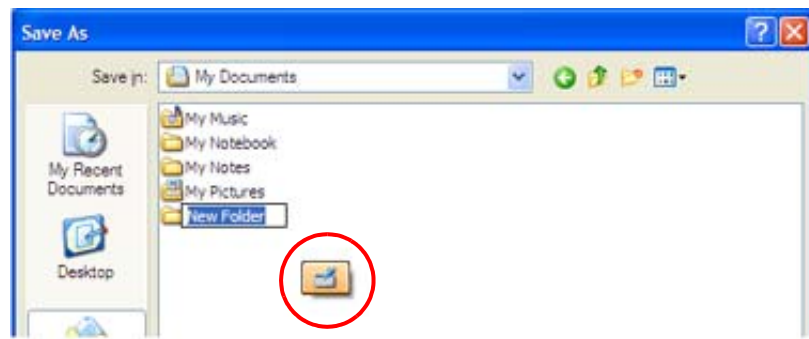 Save As
Save in: My Documents
My Music
My Notebook
My Notes
My Pictures
New Folder
My Recent
Documents
Desktop